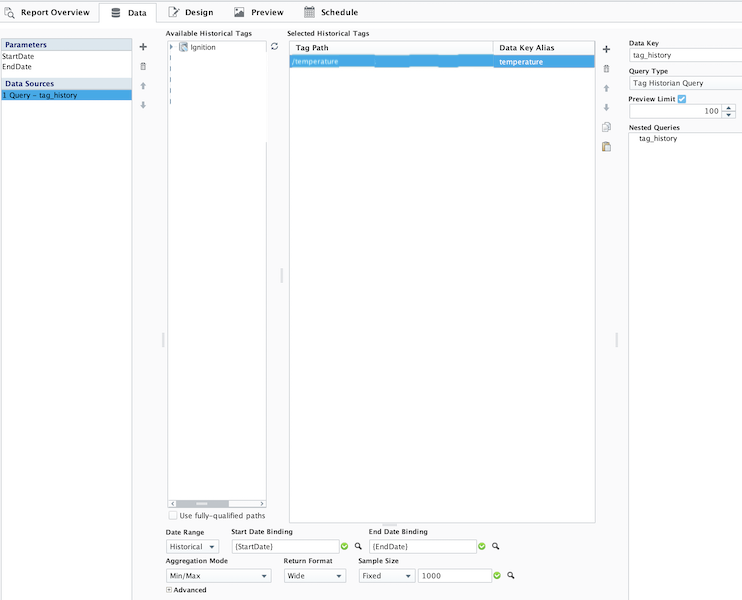 Report Overview
Data
Design
Preview
Schedule
Parameters
StartDate
EndDate
Data Sources
1 Query - tag_history
Available Historical Tags
Ignition
Use fully-qualified paths
Selected Historical Tags
Tag Path
Data Key Alias
/temperature
temperature
Data Key
tag_history
Query Type
Tag Historian Query
Preview Limit
100
Nested Queries
tag_history
Date Range
Start Date Binding
End Date Binding
Historical
{StartDate}
{EndDate}
Aggregation Mode
Return Format
Sample Size
Min/Max
Wide
Fixed
1000
Advanced